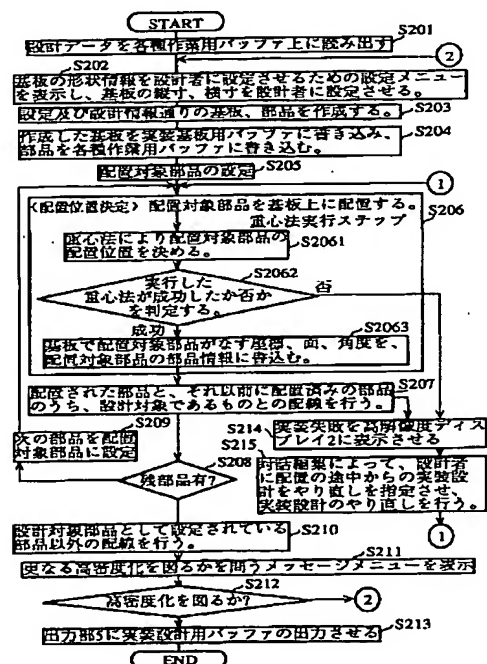 START
S201
設計データを各種作業用バッファ上に読み出す
②
S202
基板の形状情報を設計者に設定させるための設定メニュー
を表示し、基板の縦寸、横寸を設計者に設定させる。
S203
設定及び設計情報通りの基板、部品を作成する。
S204
作成した基板を実装基板用バッファに書き込み、
部品を各種作業用バッファに書き込む。
S205
配置対象部品の設定
①
〈配置位置決定〉配置対象部品を基板上に配置する。
重心法実行ステップ
S206
S2061
重心法により配置対象部品の
配置位置を決める。
S2062
実行した
重心法が成功したか否か
を判定する。
否
成功
S2063
基板で配置対象部品がなす座標、面、角度を、
配置対象部品の部品情報に書込む。
S207
配置された部品と、それ以前に配置済みの部品
のうち、設計対象であるものとの配線を行う。
S209
次の部品を配置
対象部品に設定
S208
残部品有?
S214
実装失敗を高解像度ディス
プレイ2に表示させる
S215
対話編集によって、設計者
に配置の途中からの実装設
計をやり直しを指定させ、
実装設計のやり直しを行う。
①
S210
設計対象部品として設定されている
部品以外の配線を行う。
S211
更なる高密度化を図るかを問うメッセージメニューを表示
S212
高密度化を図るか?
②
S213
出力部5に実装設計用バッファの出力させる
END